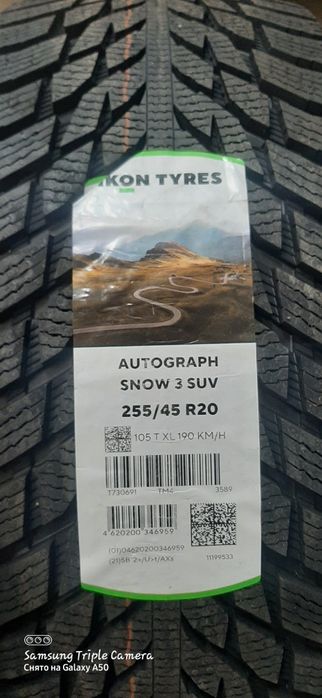 IKON TYRES
AUTOGRAPH
SNOW 3 SUV
255/45 R20
105 T XL 190 KM/H
T730691 TM4 3589
4 620200 346959
(01)04620200346959
11199533
Samsung Triple Camera
Снято на Galaxy A50